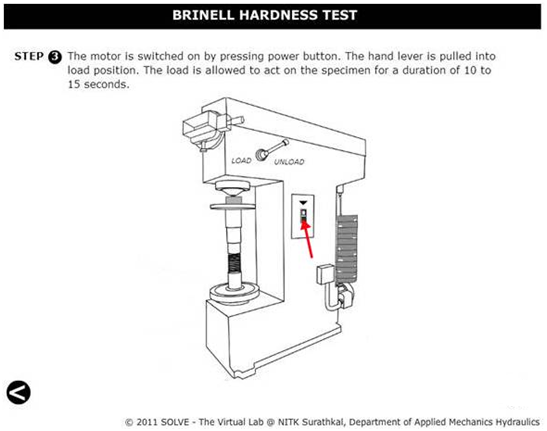 BRINELL HARDNESS TEST
STEP 3 The motor is switched on by pressing power button. The hand lever is pulled into
load position. The load is allowed to act on the specimen for a duration of 10 to
15 seconds.
LOAD UNLOAD
© 2011 SOLVE - The Virtual Lab @ NITK Surathkal, Department of Applied Mechanics Hydraulics